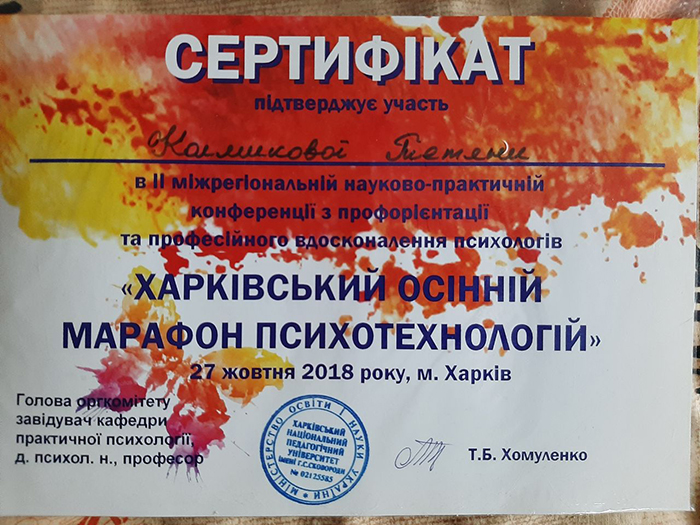 СЕРТИФІКАТ
підтверджує участь
Калмикової Тетяни
в ІІ міжрегіональній науково-практичній
конференції з профорієнтації
та професійного вдосконалення психологів
«ХАРКІВСЬКИЙ ОСІННІЙ
МАРАФОН ПСИХОТЕХНОЛОГІЙ»
27 жовтня 2018 року, м. Харків
Голова оргкомітету
завідувач кафедри
практичної психології,
д. психол. н., професор
МІНІСТЕРСТВО ОСВІТИ І НАУКИ УКРАЇНИ
ХАРКІВСЬКИЙ
НАЦІОНАЛЬНИЙ
ПЕДАГОГІЧНИЙ
УНІВЕРСИТЕТ
імені Г.С.СКОВОРОДИ
№ 02125585
Т.Б. Хомуленко